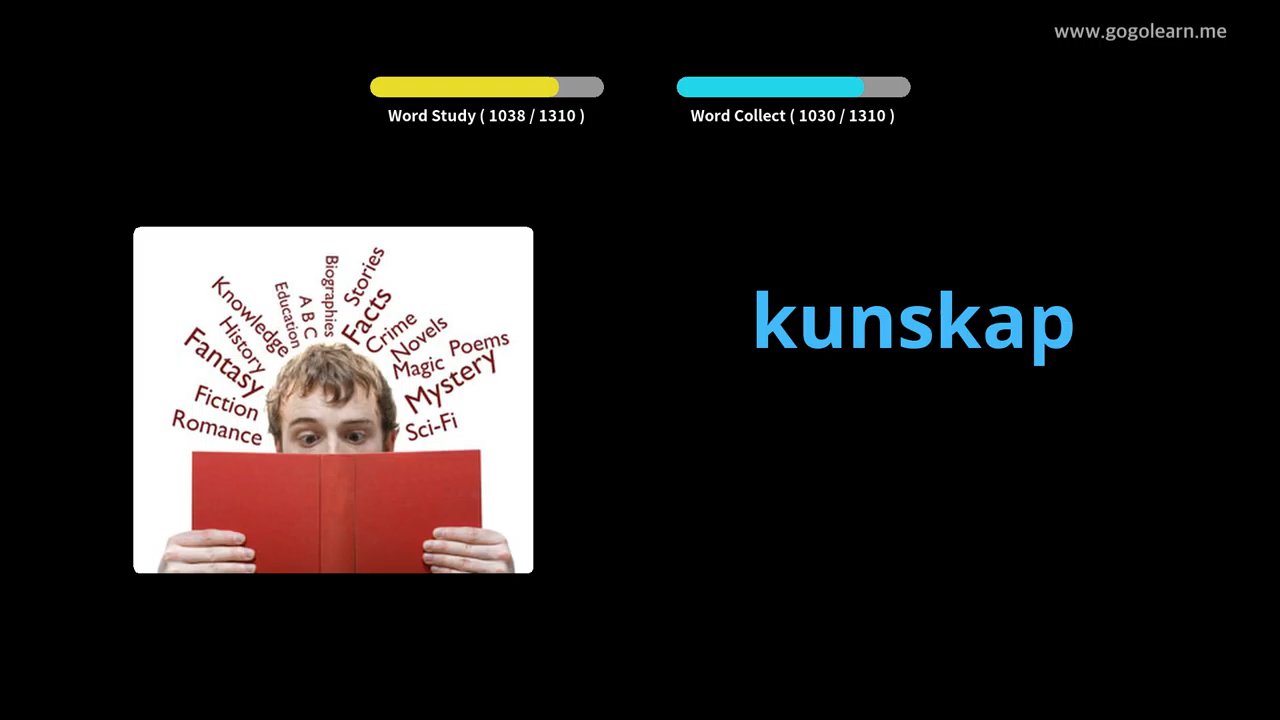 www.gogolearn.me
Word Study ( 1038 / 1310 )
Word Collect ( 1030 / 1310 )
kunskap
Knowledge
Education
A B C
Biographies
Stories
Facts
Crime
Novels
Poems
Magic
Mystery
Sci-Fi
History
Fantasy
Fiction
Romance